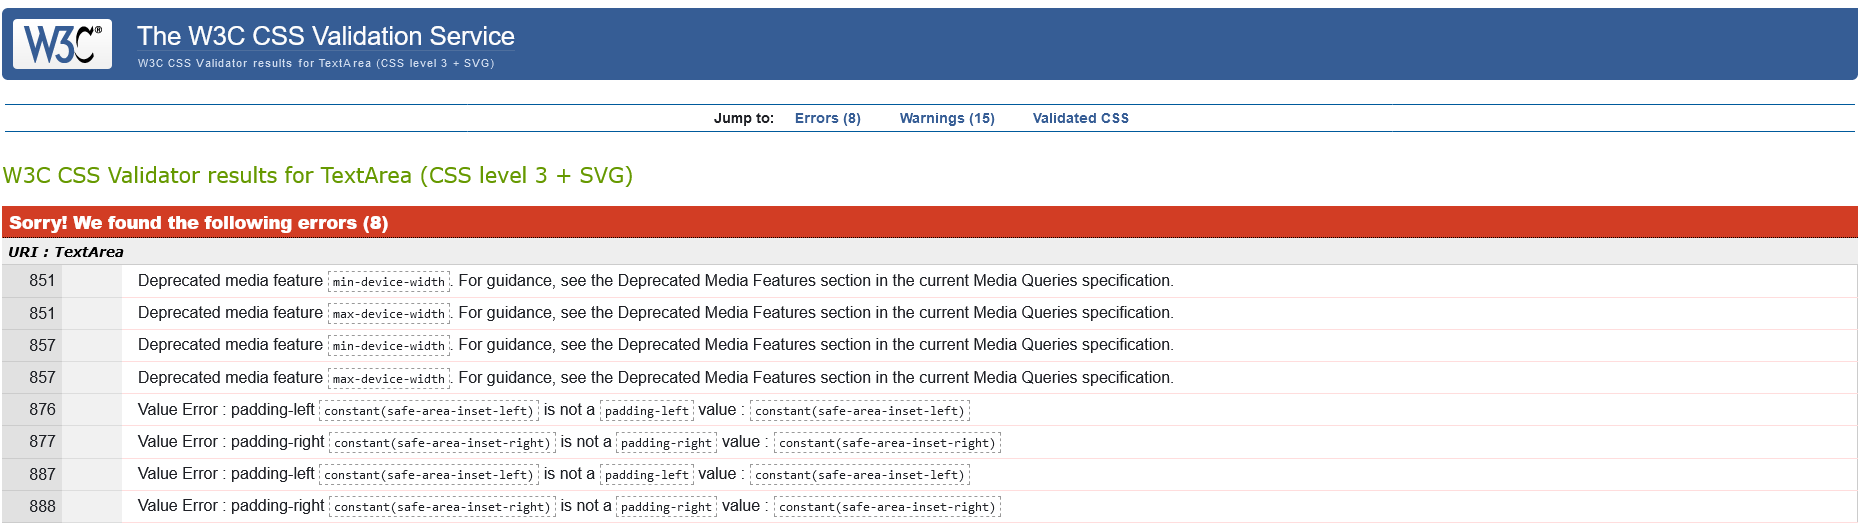 W3C®
The W3C CSS Validation Service
W3C CSS Validator results for TextArea (CSS level 3 + SVG)
Jump to: Errors (8) Warnings (15) Validated CSS
W3C CSS Validator results for TextArea (CSS level 3 + SVG)
Sorry! We found the following errors (8)
URI : TextArea
851 Deprecated media feature min-device-width. For guidance, see the Deprecated Media Features section in the current Media Queries specification.
851 Deprecated media feature max-device-width. For guidance, see the Deprecated Media Features section in the current Media Queries specification.
857 Deprecated media feature min-device-width. For guidance, see the Deprecated Media Features section in the current Media Queries specification.
857 Deprecated media feature max-device-width. For guidance, see the Deprecated Media Features section in the current Media Queries specification.
876 Value Error : padding-left constant(safe-area-inset-left) is not a padding-left value : constant(safe-area-inset-left)
877 Value Error : padding-right constant(safe-area-inset-right) is not a padding-right value : constant(safe-area-inset-right)
887 Value Error : padding-left constant(safe-area-inset-left) is not a padding-left value : constant(safe-area-inset-left)
888 Value Error : padding-right constant(safe-area-inset-right) is not a padding-right value : constant(safe-area-inset-right)